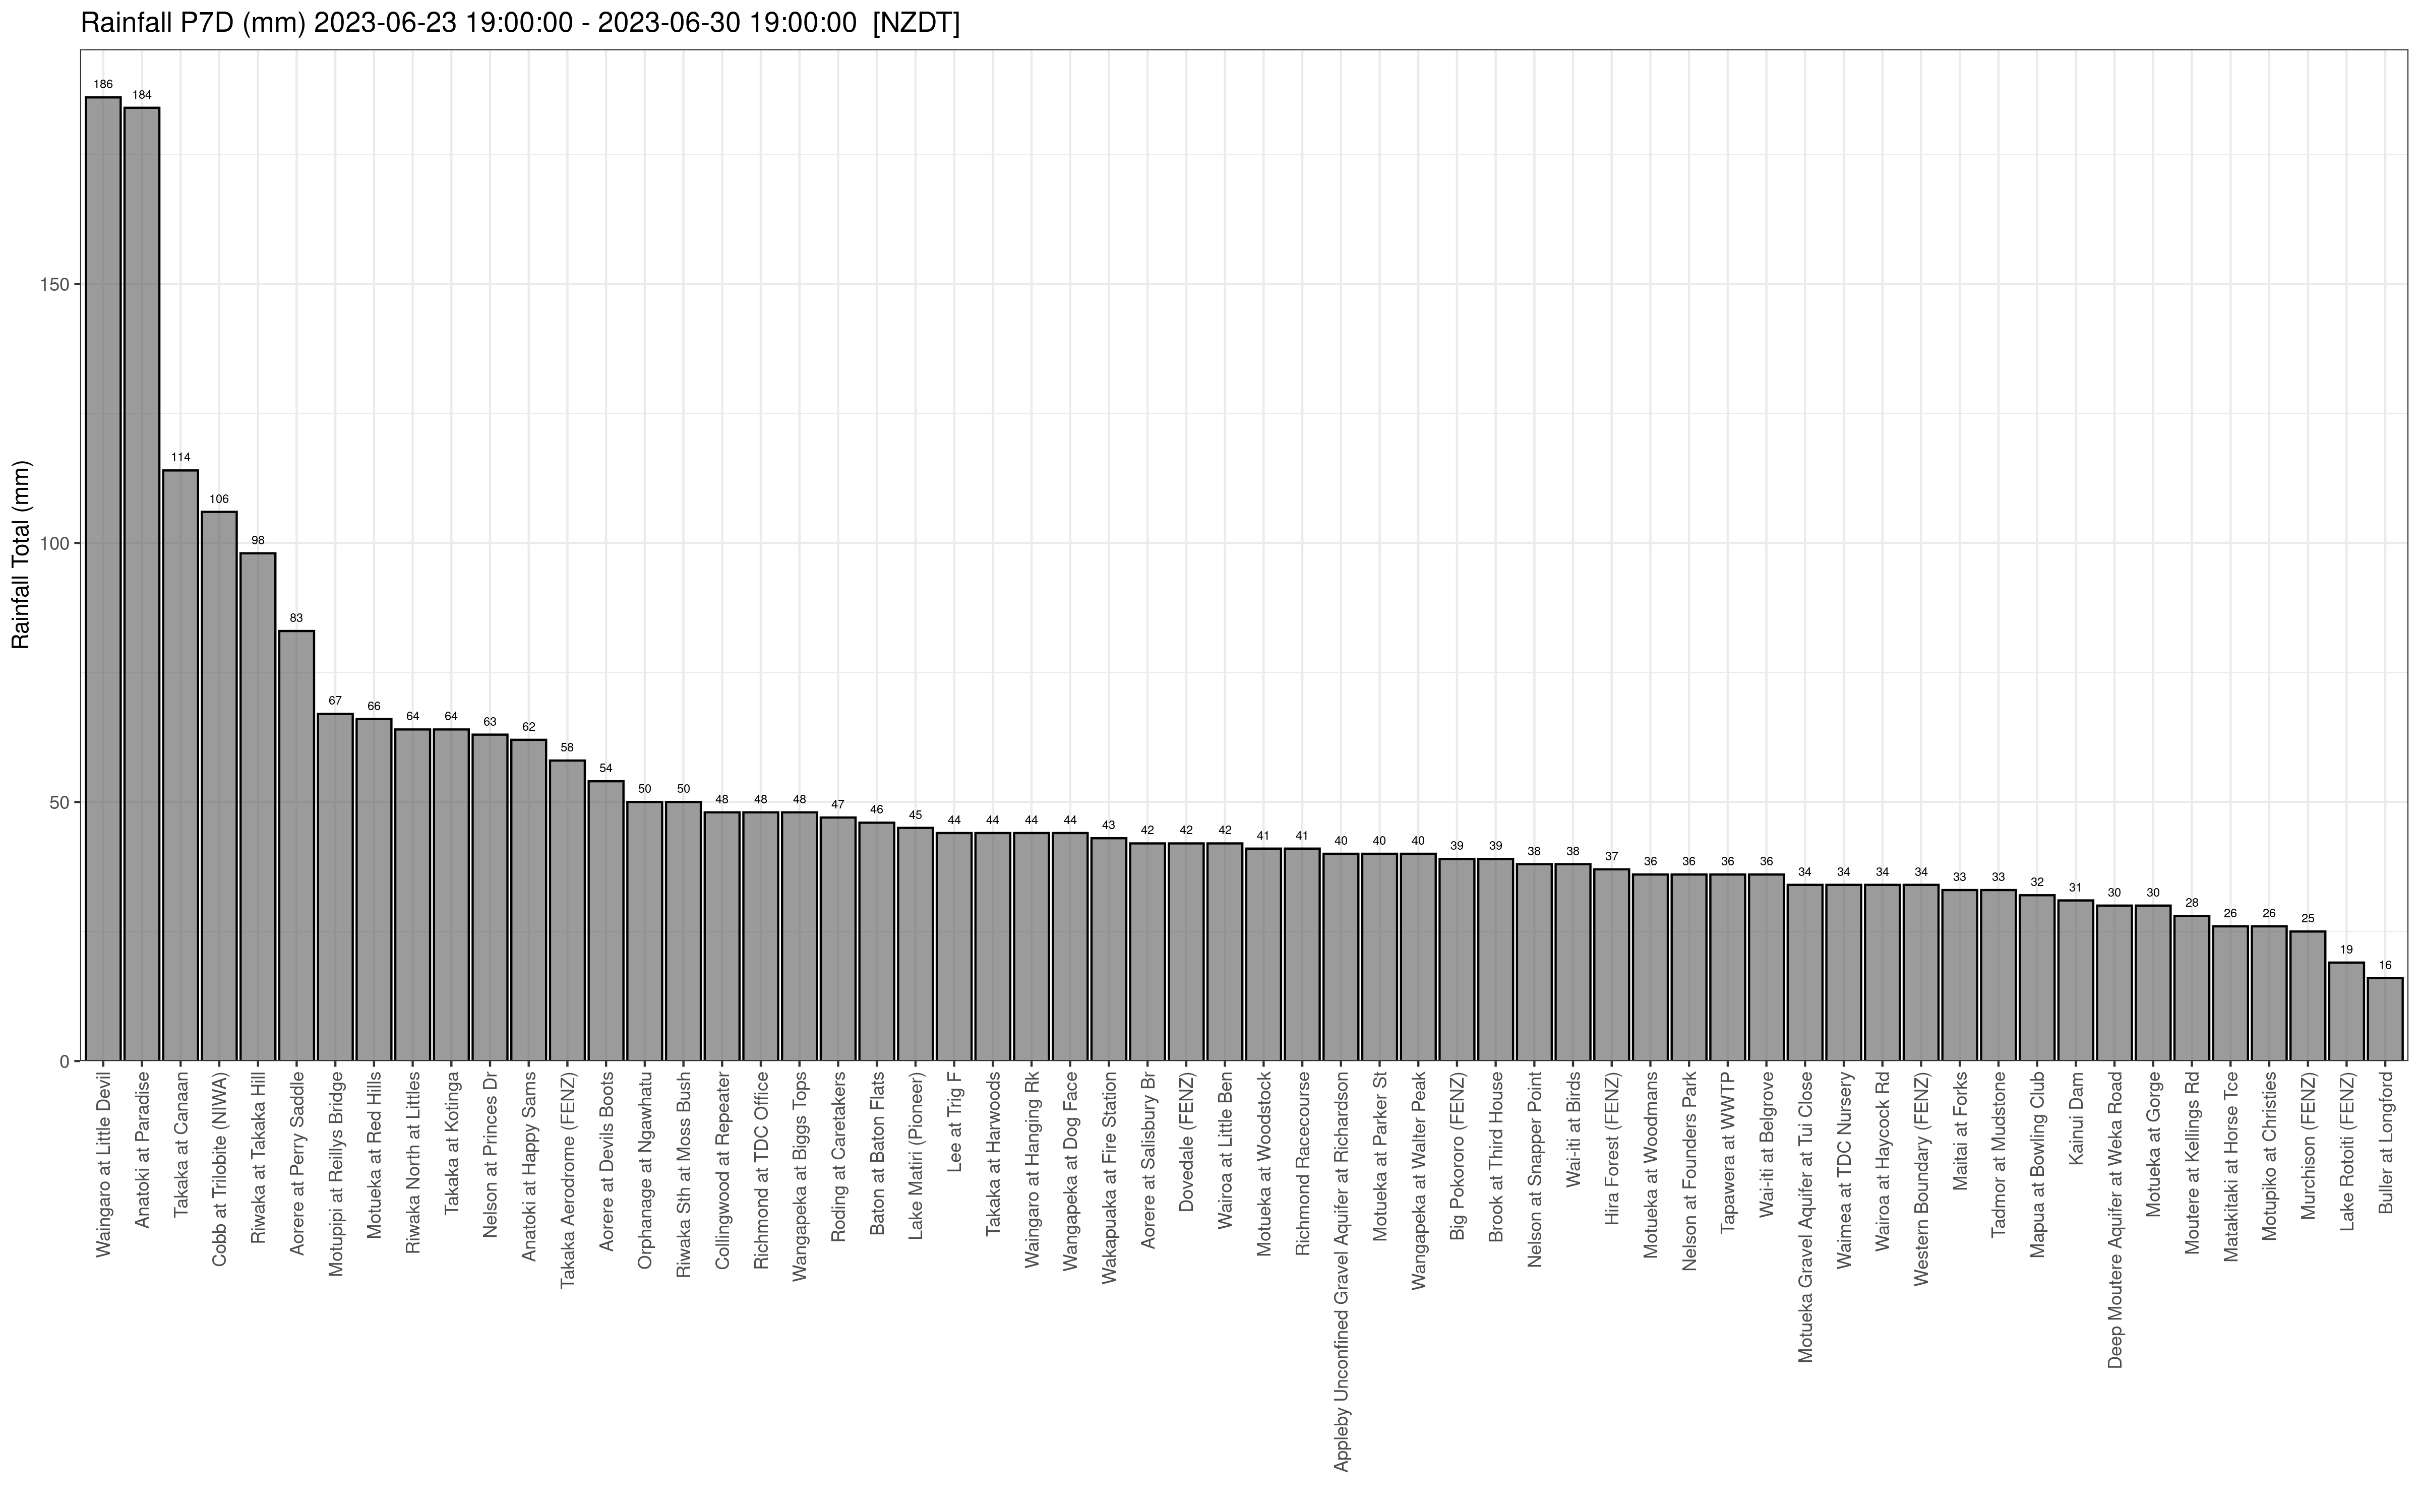 Rainfall P7D (mm) 2023-06-23 19:00:00 - 2023-06-30 19:00:00 [NZDT]
Rainfall Total (mm)
150
100
50
0
186
184
114
106
98
83
67
66
64
64
63
62
58
54
50
50
48
48
48
47
46
45
44
44
44
44
43
42
42
42
41
41
40
40
40
39
39
38
38
37
36
36
36
36
34
34
34
34
33
33
32
31
30
30
28
26
26
25
19
16
Waingaro at Little Devil
Anatoki at Paradise
Takaka at Canaan
Cobb at Trilobite (NIWA)
Riwaka at Takaka Hill
Aorere at Perry Saddle
Motupipi at Reillys Bridge
Motueka at Red Hills
Riwaka North at Littles
Takaka at Kotinga
Nelson at Princes Dr
Anatoki at Happy Sams
Takaka Aerodrome (FENZ)
Aorere at Devils Boots
Orphanage at Ngawhatu
Riwaka Sth at Moss Bush
Collingwood at Repeater
Richmond at TDC Office
Wangapeka at Biggs Tops
Roding at Caretakers
Baton at Baton Flats
Lake Matiri (Pioneer)
Lee at Trig F
Takaka at Harwoods
Waingaro at Hanging Rk
Wangapeka at Dog Face
Wakapuaka at Fire Station
Aorere at Salisbury Br
Dovedale (FENZ)
Wairoa at Little Ben
Motueka at Woodstock
Richmond Racecourse
Appleby Unconfined Gravel Aquifer at Richardson
Motueka at Parker St
Wangapeka at Walter Peak
Big Pokororo (FENZ)
Brook at Third House
Nelson at Snapper Point
Wai-iti at Birds
Hira Forest (FENZ)
Motueka at Woodmans
Nelson at Founders Park
Tapawera at WWTP
Wai-iti at Belgrove
Motueka Gravel Aquifer at Tui Close
Waimea at TDC Nursery
Wairoa at Haycock Rd
Western Boundary (FENZ)
Maitai at Forks
Tadmor at Mudstone
Mapua at Bowling Club
Kainui Dam
Deep Moutere Aquifer at Weka Road
Motueka at Gorge
Moutere at Kellings Rd
Matakitaki at Horse Tce
Motupiko at Christies
Murchison (FENZ)
Lake Rotoiti (FENZ)
Buller at Longford